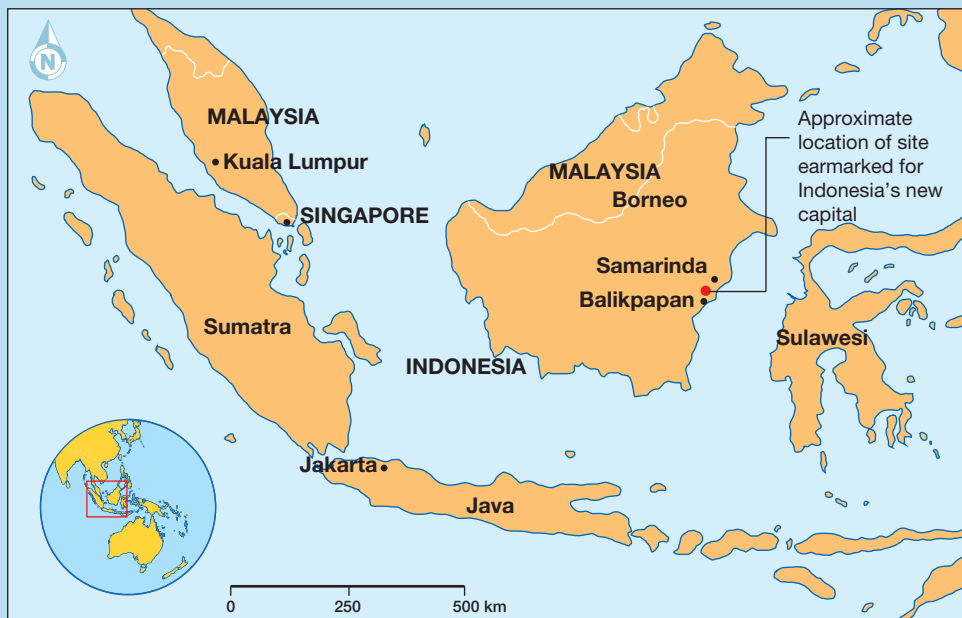 N
MALAYSIA
Kuala Lumpur
SINGAPORE
MALAYSIA
Borneo
Approximate
location of site
earmarked for
Indonesia’s new
capital
Samarinda
Balikpapan
Sumatra
Sulawesi
INDONESIA
Jakarta
Java
0 250 500 km